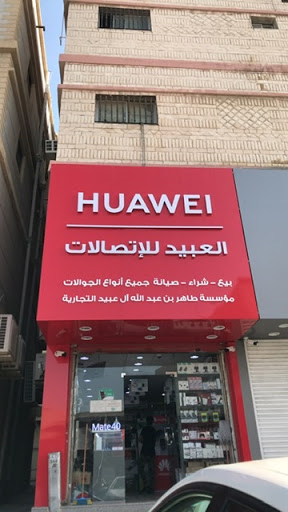 HUAWEI
العبيد للإتصالات
بيع - شراء - صيانة جميع أنواع الجوالات
مؤسسة طاهر بن عبد الله آل عبيد التجارية
Mate40